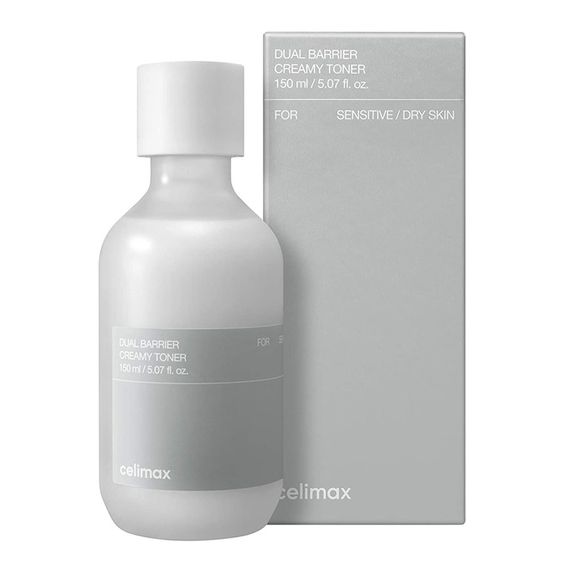 DUAL BARRIER
CREAMY TONER
150 ml / 5.07 fl. oz.
FOR SENSITIVE / DRY SKIN
celimax
DUAL BARRIER
CREAMY TONER
150 ml / 5.07 fl. oz.
FOR
celimax